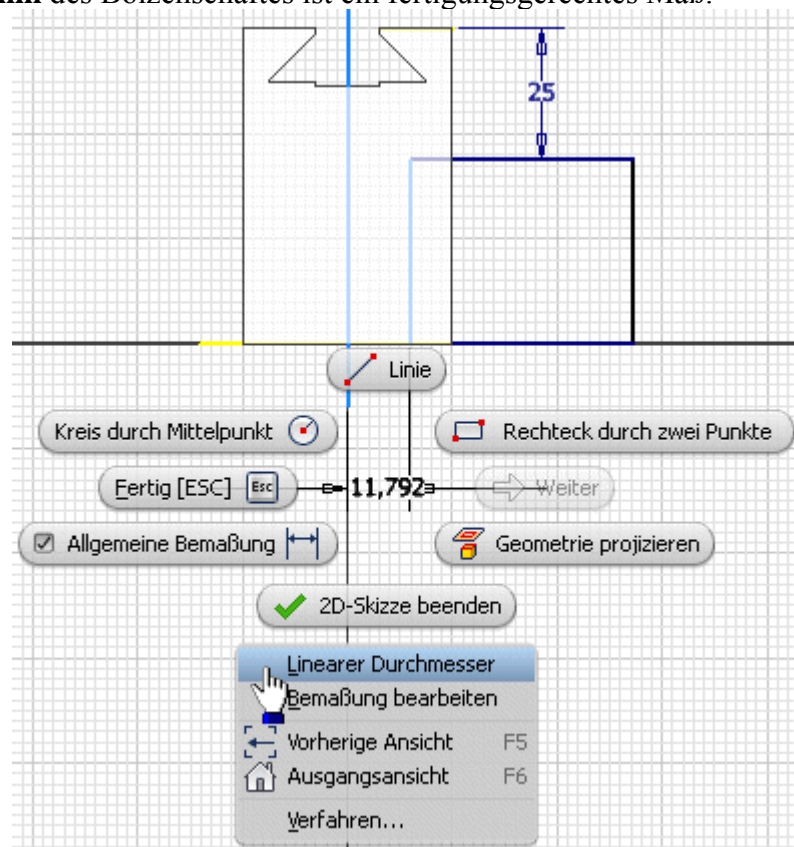 des Bolzenschaftes ist ein fertigungsgerechtes Maß.
25
Linie
Kreis durch Mittelpunkt
Rechteck durch zwei Punkte
Fertig [ESC] Esc
11,792
Weiter
Allgemeine Bemaßung
Geometrie projizieren
2D-Skizze beenden
Linearer Durchmesser
Bemaßung bearbeiten
Vorherige Ansicht F5
Ausgangsansicht F6
Verfahren...